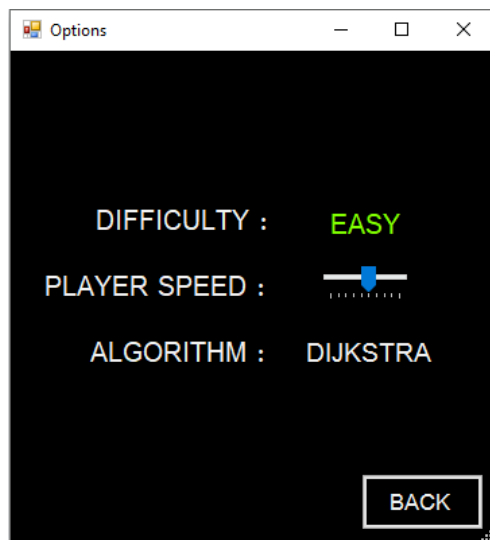 Options
DIFFICULTY : EASY
PLAYER SPEED :
ALGORITHM : DIJKSTRA
BACK